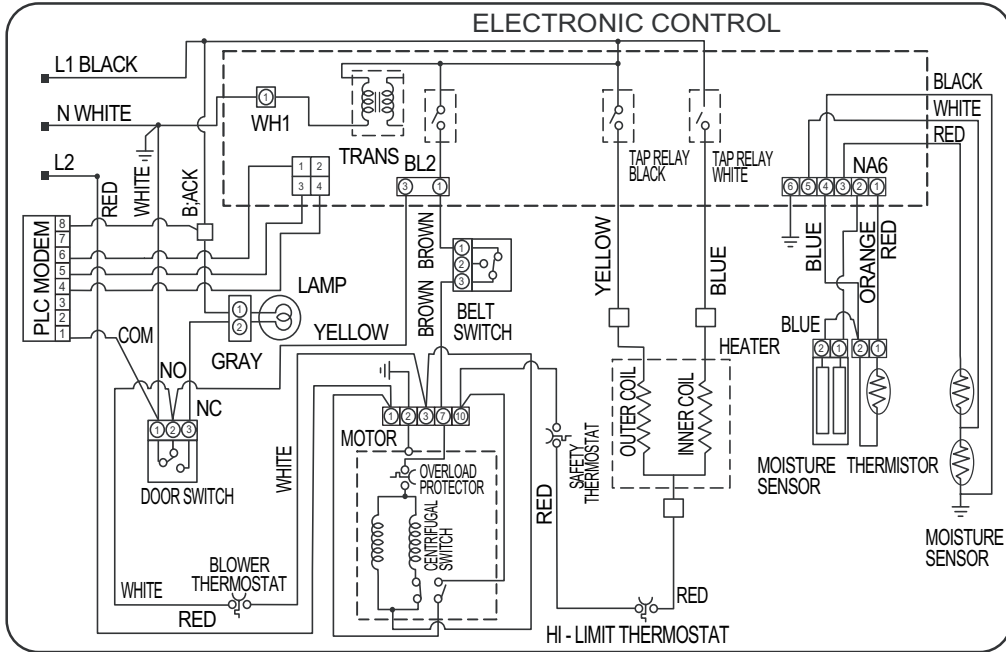 ELECTRONIC CONTROL
L1 BLACK
N WHITE
L2
WH1
1
TRANS
BL2
3 1
1 2
3 4
TAP RELAY
BLACK
TAP RELAY
WHITE
NA6
6 5 4 3 2 1
BLACK
WHITE
RED
RED
WHITE
B;ACK
PLC MODEM
8
7
6
5
4
3
2
1
COM
NO
NC
1
2
GRAY
LAMP
YELLOW
BROWN
BROWN
1
2
3
BELT
SWITCH
YELLOW
BLUE
BLUE
ORANGE
RED
HEATER
OUTER COIL
INNER COIL
BLUE
2 1
2 1
MOISTURE
SENSOR
THERMISTOR
MOISTURE
SENSOR
1 2 3
DOOR SWITCH
MOTOR
1 2 3 7 10
OVERLOAD
PROTECTOR
CENTRIFUGAL
SWITCH
WHITE
RED
SAFETY
THERMOSTAT
BLOWER
THERMOSTAT
WHITE
RED
RED
HI - LIMIT THERMOSTAT